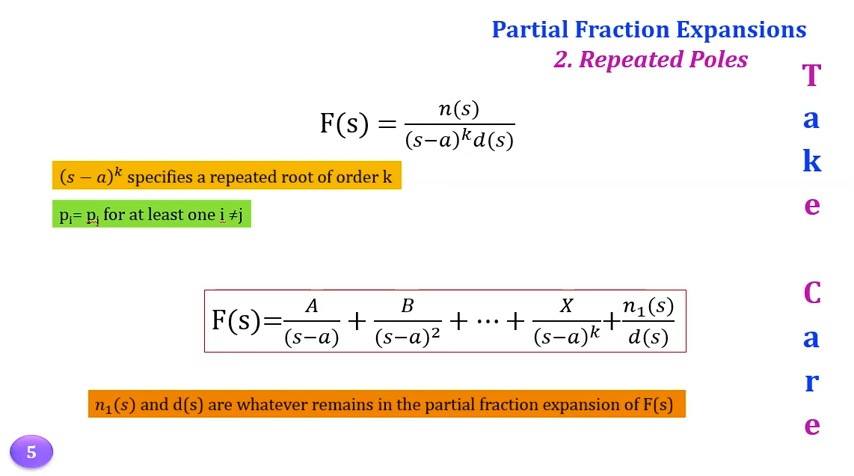 Partial Fraction Expansions
2. Repeated Poles
T
a
k
e
C
a
r
e
F(s) = n(s) / (s−a)^k d(s)
(s − a)^k specifies a repeated root of order k
p_i= p_j for at least one i ≠j
F(s)= A/(s−a) + B/(s−a)^2 + ⋯ + X/(s−a)^k + n_1(s)/d(s)
n_1(s) and d(s) are whatever remains in the partial fraction expansion of F(s)
5